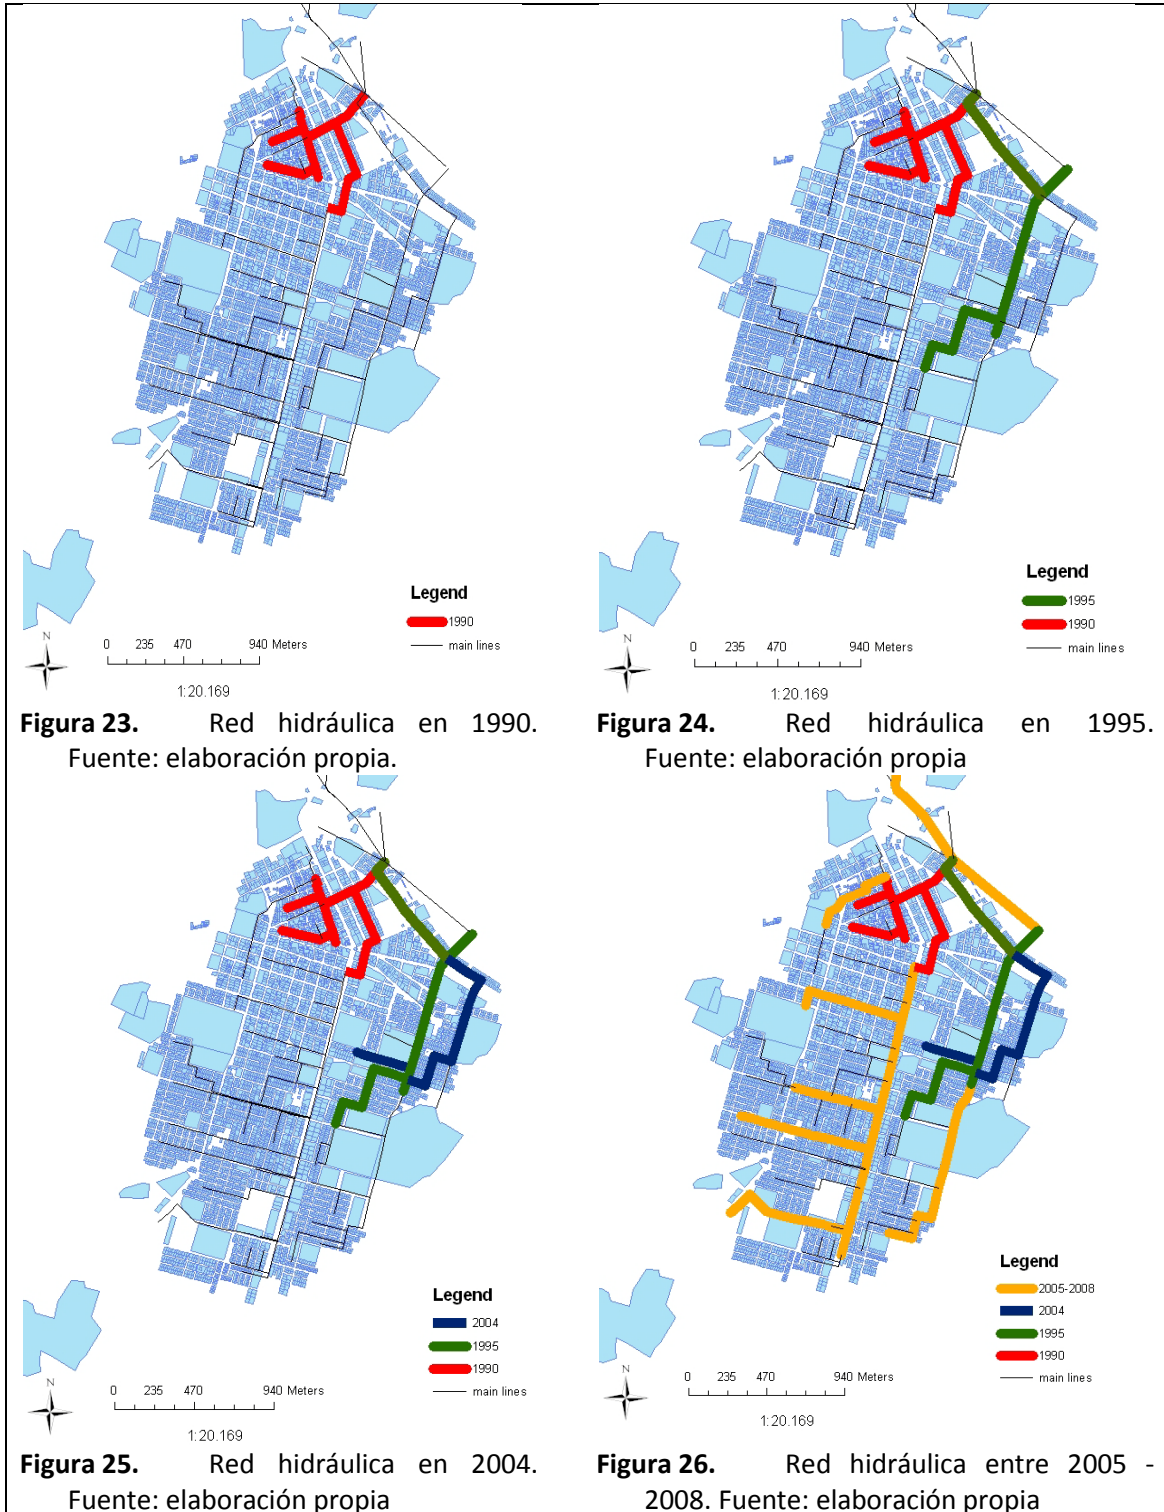 Legend
1990
main lines
N
0 235 470 940 Meters
1:20.169
Figura 23. Red hidráulica en 1990.
Fuente: elaboración propia.
Legend
1995
1990
main lines
N
0 235 470 940 Meters
1:20.169
Figura 24. Red hidráulica en 1995.
Fuente: elaboración propia
Legend
2004
1995
1990
main lines
N
0 235 470 940 Meters
1:20.169
Figura 25. Red hidráulica en 2004.
Fuente: elaboración propia
Legend
2005-2008
2004
1995
1990
main lines
N
0 235 470 940 Meters
1:20.169
Figura 26. Red hidráulica entre 2005 -
2008. Fuente: elaboración propia